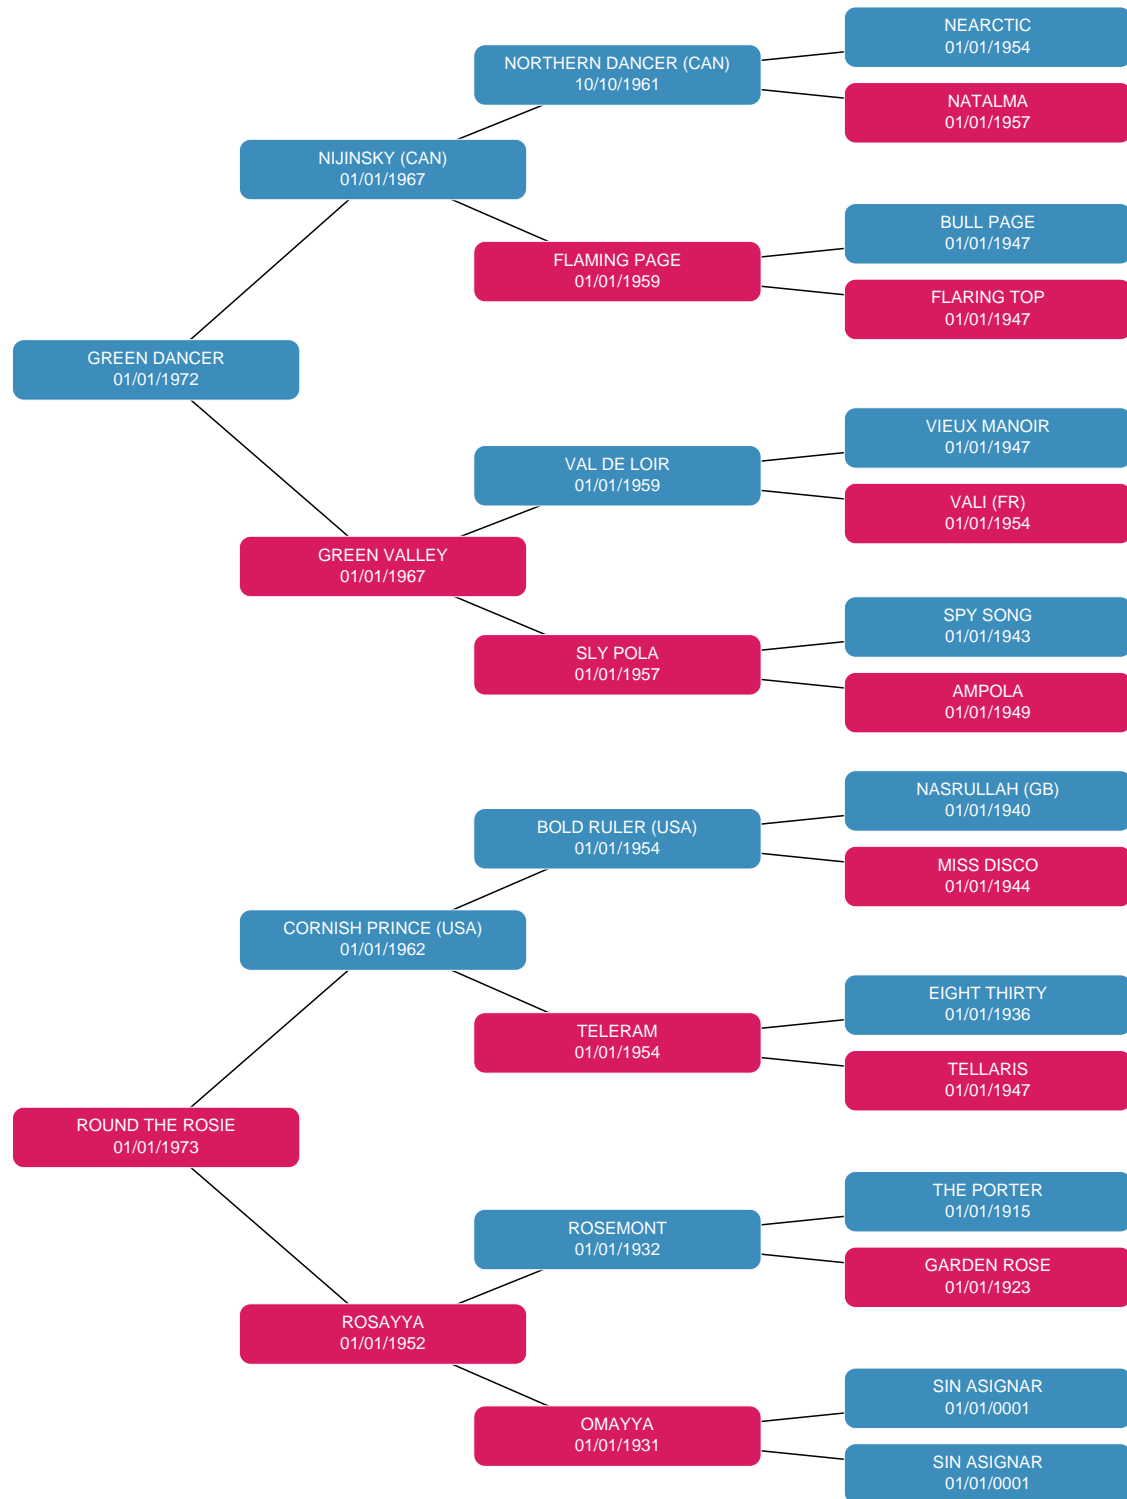 NEARCTIC
01/01/1954
NORTHERN DANCER (CAN)
10/10/1961
NATALMA
01/01/1957
NIJINSKY (CAN)
01/01/1967
BULL PAGE
01/01/1947
FLAMING PAGE
01/01/1959
FLARING TOP
01/01/1947
GREEN DANCER
01/01/1972
VIEUX MANOIR
01/01/1947
VAL DE LOIR
01/01/1959
VALI (FR)
01/01/1954
GREEN VALLEY
01/01/1967
SPY SONG
01/01/1943
SLY POLA
01/01/1957
AMPOLA
01/01/1949
NASRULLAH (GB)
01/01/1940
BOLD RULER (USA)
01/01/1954
MISS DISCO
01/01/1944
CORNISH PRINCE (USA)
01/01/1962
EIGHT THIRTY
01/01/1936
TELERAM
01/01/1954
TELLARIS
01/01/1947
ROUND THE ROSIE
01/01/1973
THE PORTER
01/01/1915
ROSEMONT
01/01/1932
GARDEN ROSE
01/01/1923
ROSAYYA
01/01/1952
SIN ASIGNAR
01/01/0001
OMAYYA
01/01/1931
SIN ASIGNAR
01/01/0001